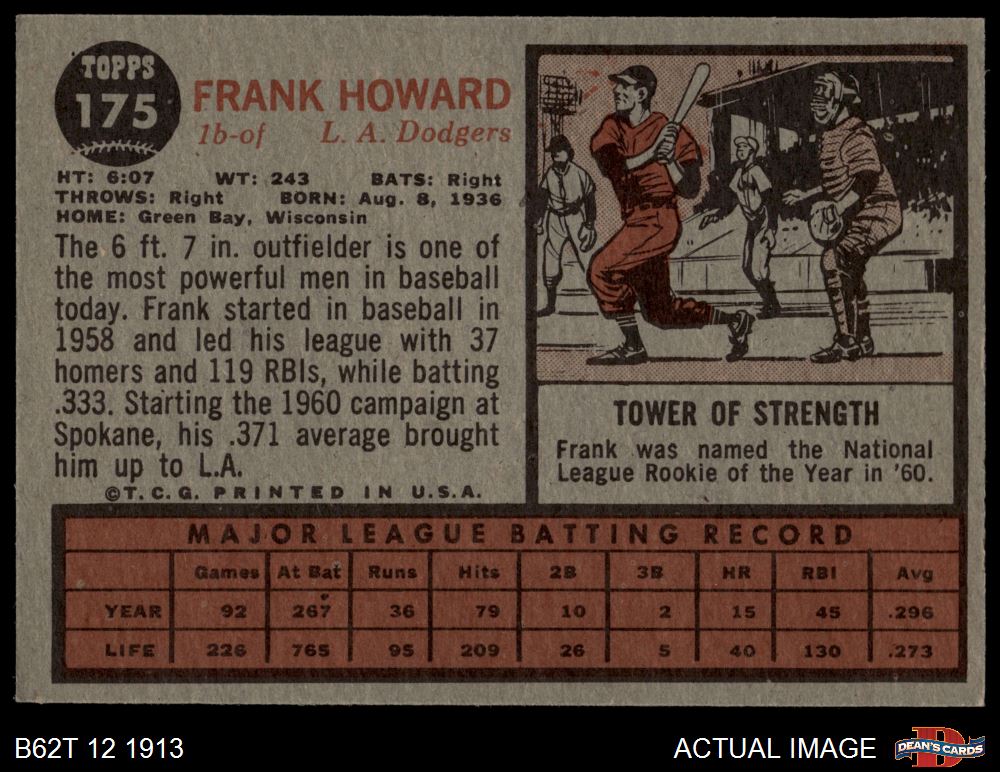 TOPPS
175
FRANK HOWARD
1b-of L. A. Dodgers
HT: 6:07 WT: 243 BATS: Right
THROWS: Right BORN: Aug. 8, 1936
HOME: Green Bay, Wisconsin
The 6 ft. 7 in. outfielder is one of
the most powerful men in baseball
today. Frank started in baseball in
1958 and led his league with 37
homers and 119 RBIs, while batting
.333. Starting the 1960 campaign at
Spokane, his .371 average brought
him up to L.A.
©T.C.G. PRINTED IN U.S.A.
TOWER OF STRENGTH
Frank was named the National
League Rookie of the Year in '60.
MAJOR LEAGUE BATTING RECORD
Games At Bat Runs Hits 2B 3B HR RBI Avg
YEAR 92 267 36 79 10 2 15 45 .296
LIFE 226 765 95 209 26 5 40 130 .273
B62T 12 1913
ACTUAL IMAGE
D
DEAN'S CARDS